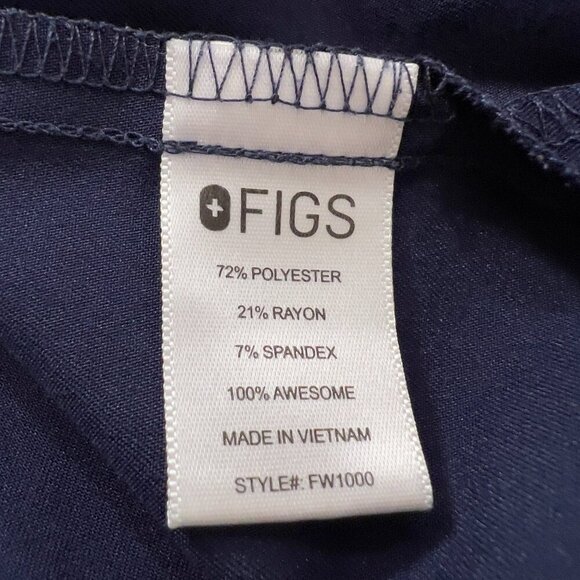 FIGS
72% POLYESTER
21% RAYON
7% SPANDEX
100% AWESOME
MADE IN VIETNAM
STYLE#: FW1000